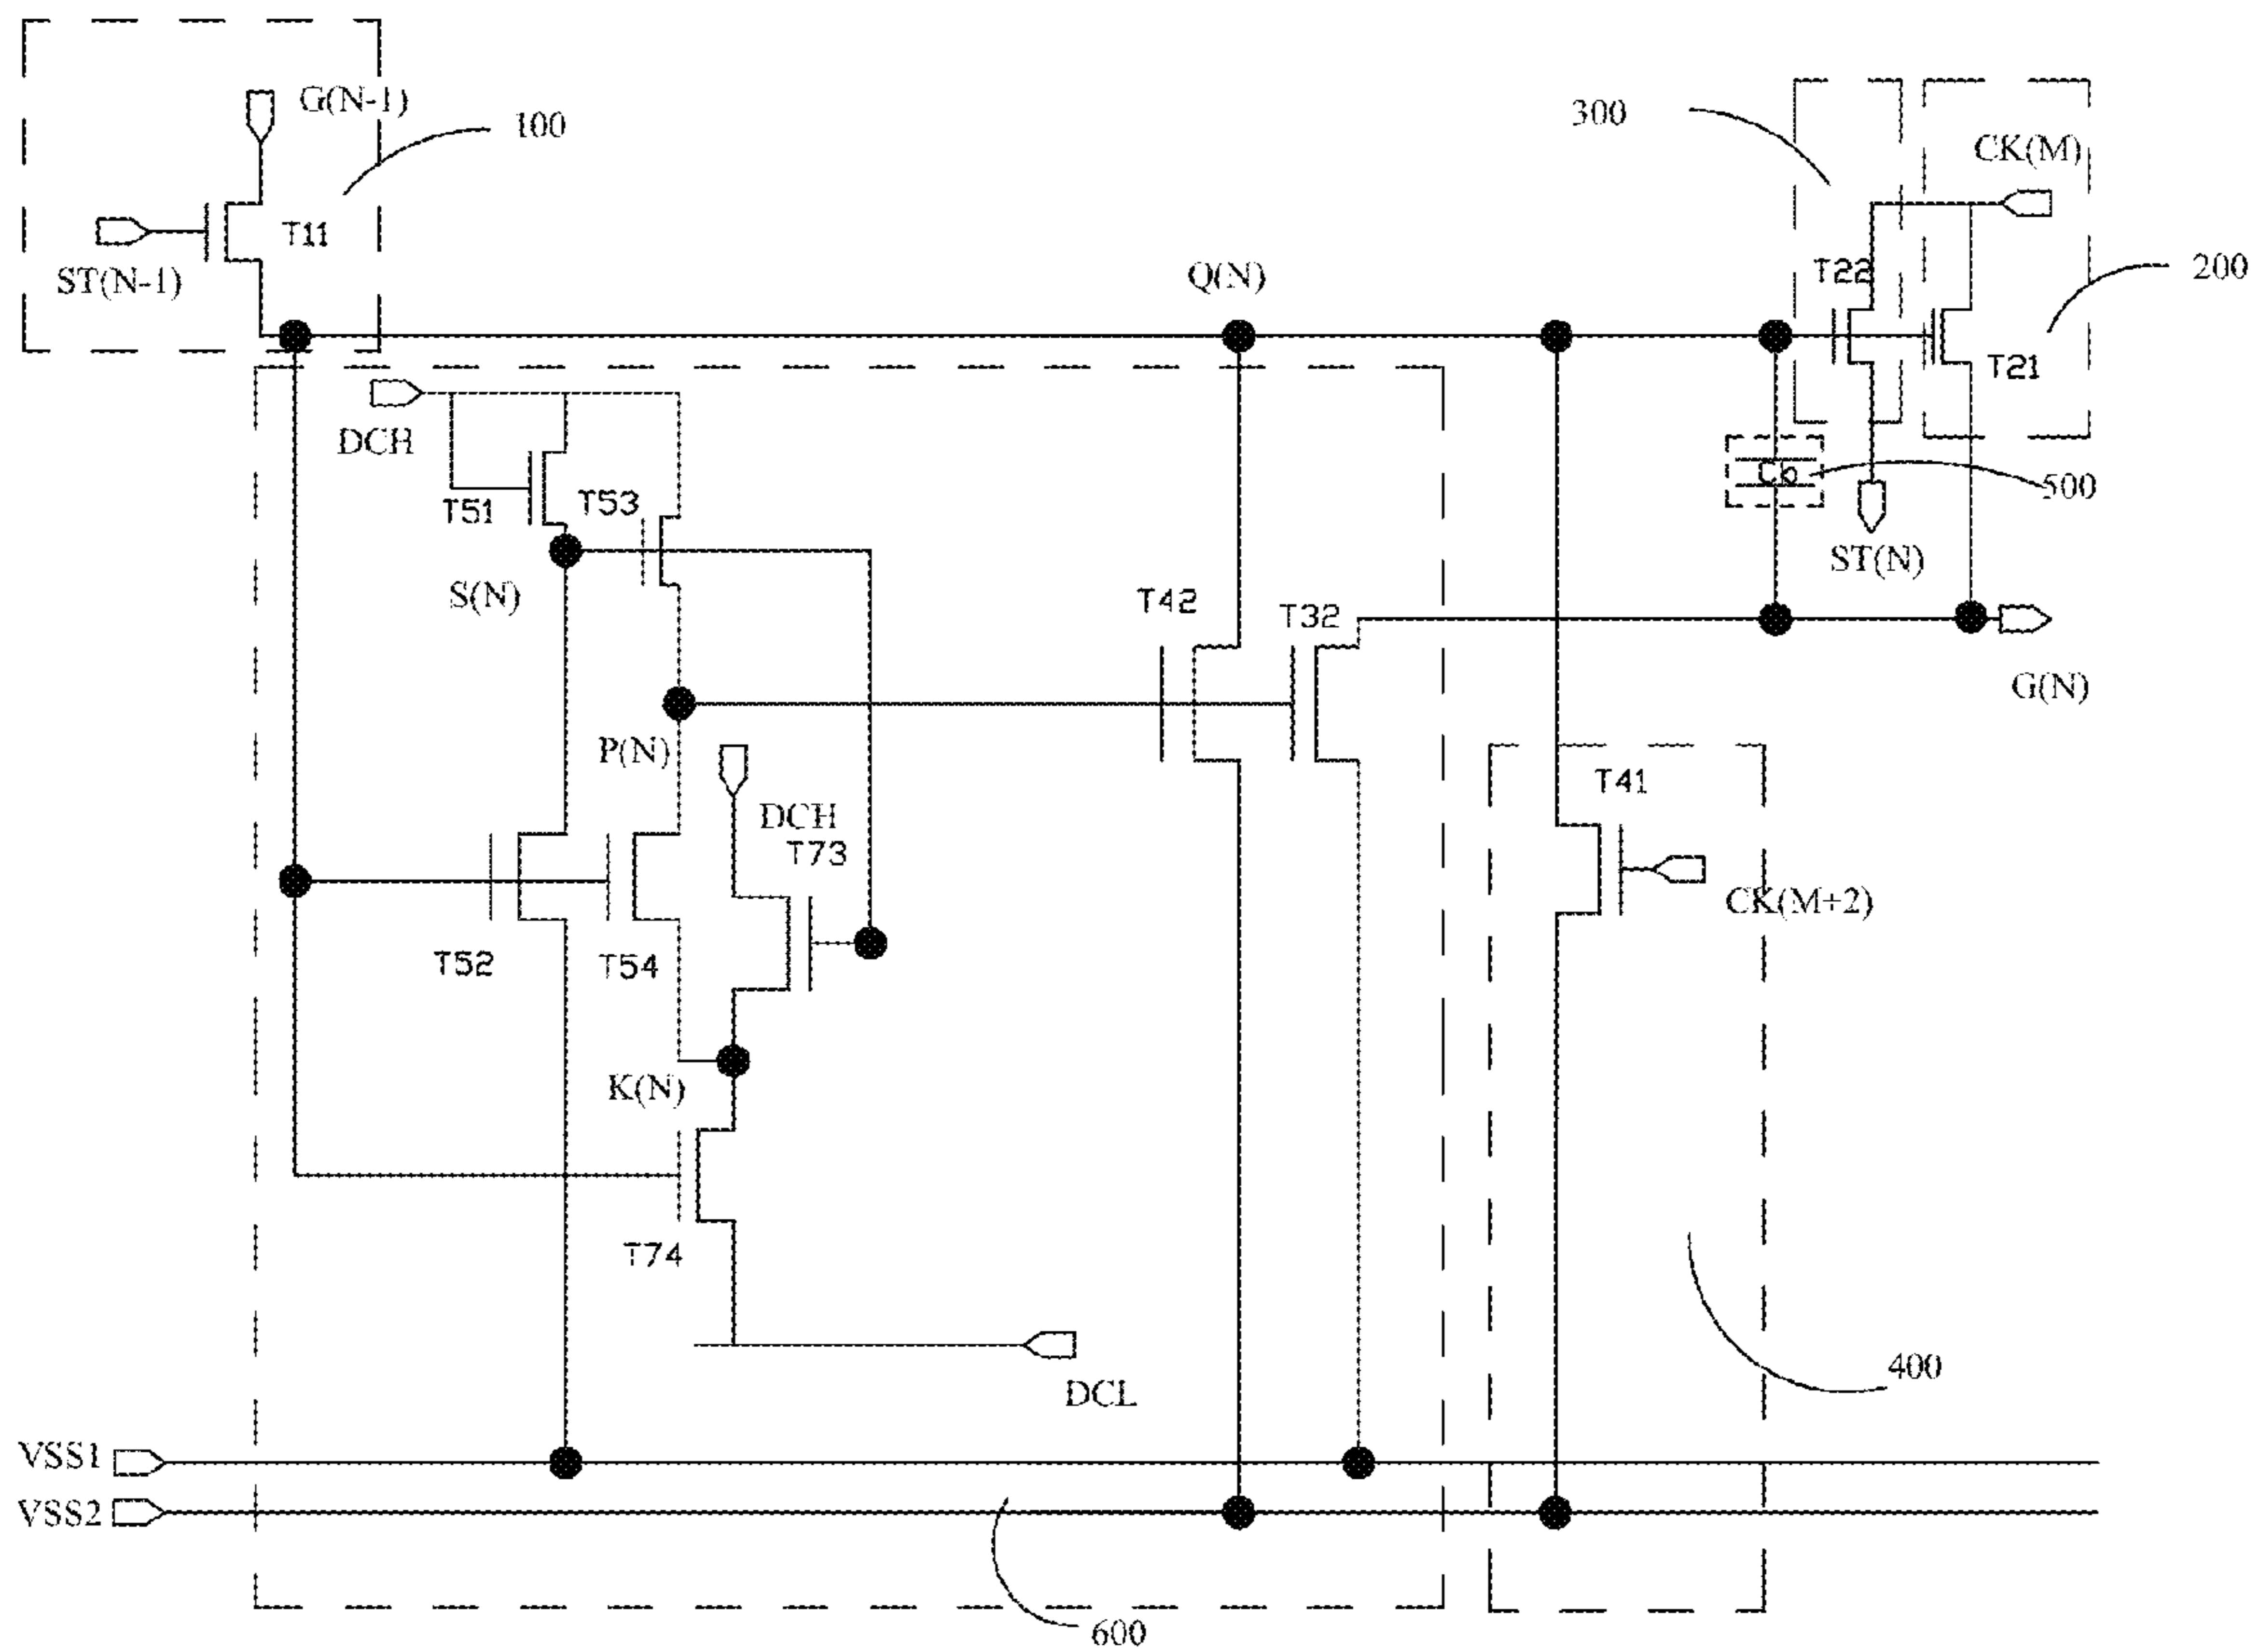 G(N-1)
100
T11
ST(N-1)
300
CK(M)
Q(N)
T22
200
T21
DCH
T51
T53
Cb
500
S(N)
ST(N)
T42
T32
G(N)
P(N)
DCH
T73
T41
CK(M+2)
T52
T54
K(N)
T74
400
DCL
VSS1
VSS2
600